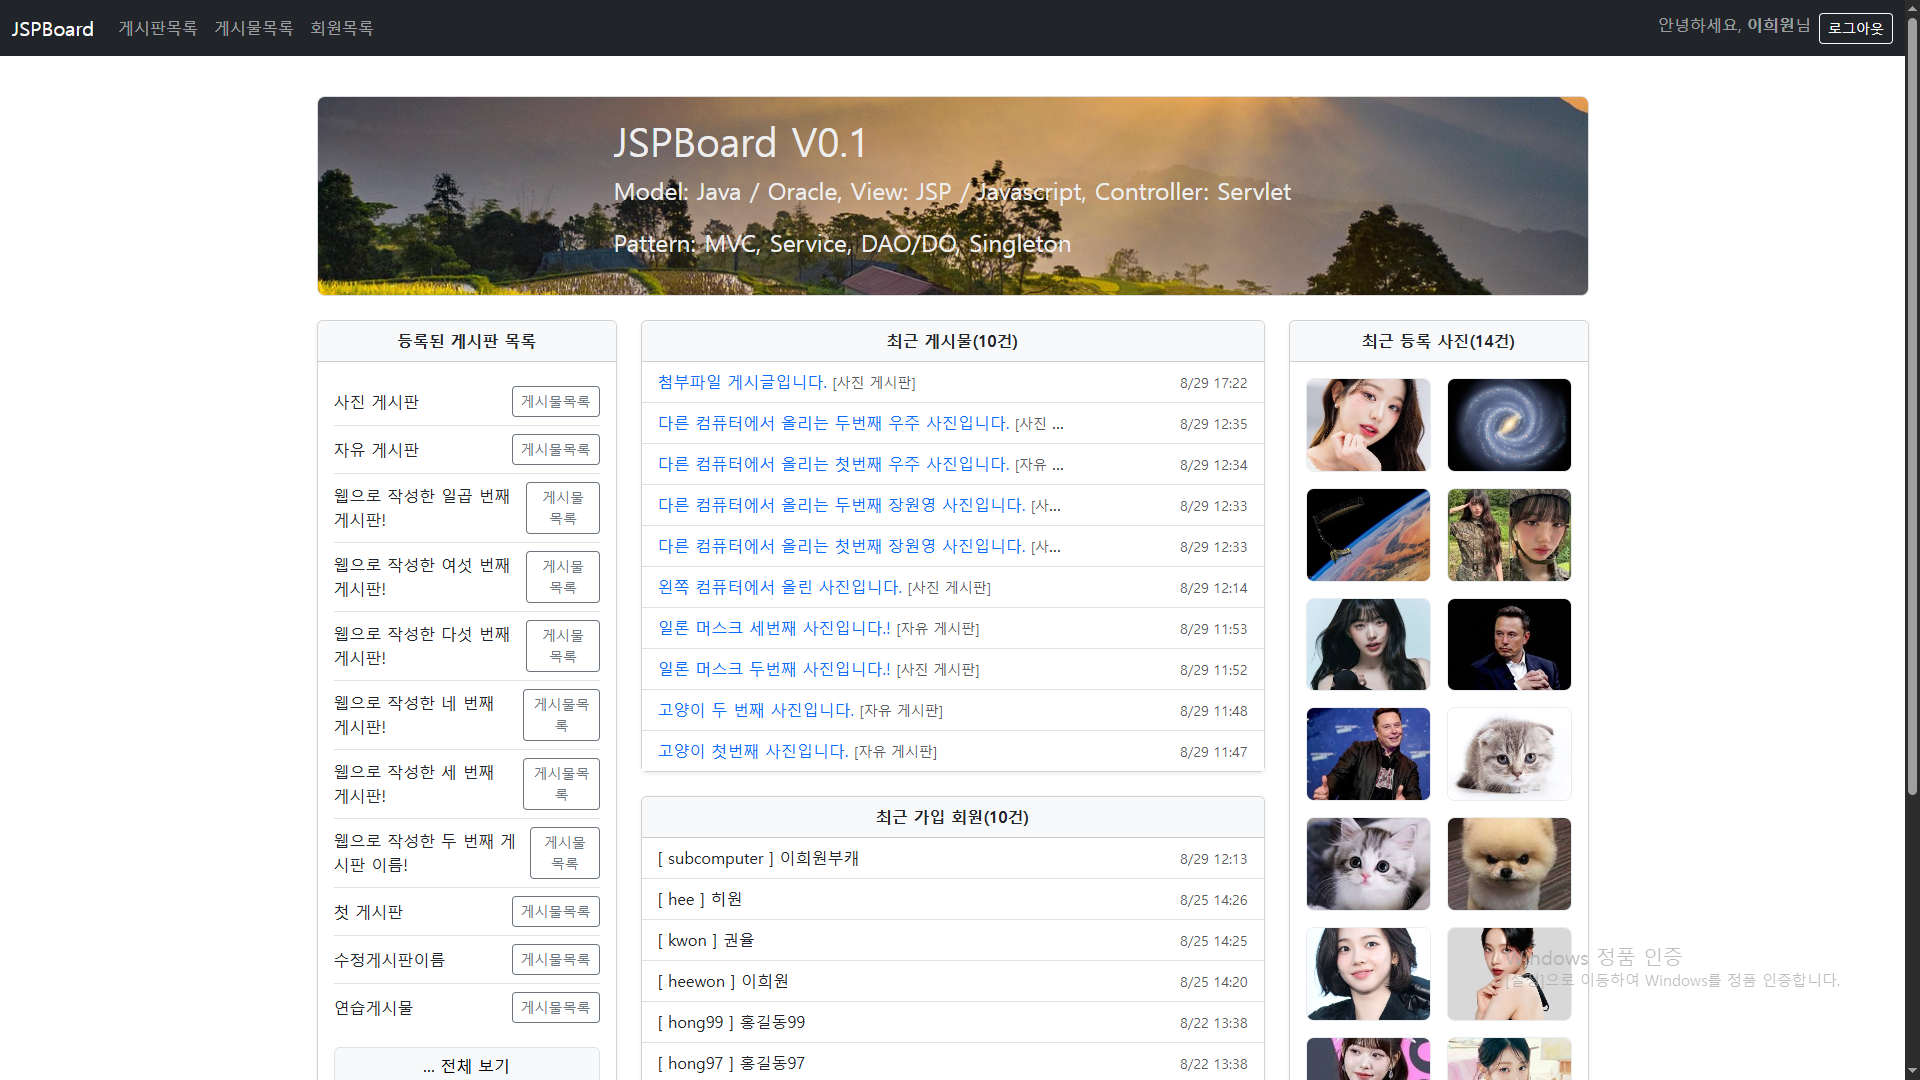 JSPBoard 게시판목록 게시물목록 회원목록 안녕하세요, 이희원님 로그아웃
JSPBoard V0.1
Model: Java / Oracle, View: JSP / Javascript, Controller: Servlet
Pattern: MVC, Service, DAO/DO, Singleton
등록된 게시판 목록
사진 게시판 게시물목록
자유 게시판 게시물목록
웹으로 작성한 일곱 번째
게시판!
게시물
목록
웹으로 작성한 여섯 번째
게시판!
게시물
목록
웹으로 작성한 다섯 번째
게시판!
게시물
목록
웹으로 작성한 네 번째
게시판!
게시물목
록
웹으로 작성한 세 번째
게시판!
게시물목
록
웹으로 작성한 두 번째 게
시판 이름!
게시물
목록
첫 게시판 게시물목록
수정게시판이름 게시물목록
연습게시물 게시물목록
... 전체 보기
최근 게시물(10건)
첨부파일 게시글입니다. [사진 게시판] 8/29 17:22
다른 컴퓨터에서 올리는 두번째 우주 사진입니다. [사진 ... 8/29 12:35
다른 컴퓨터에서 올리는 첫번째 우주 사진입니다. [자유 ... 8/29 12:34
다른 컴퓨터에서 올리는 두번째 장원영 사진입니다. [사... 8/29 12:33
다른 컴퓨터에서 올리는 첫번째 장원영 사진입니다. [사... 8/29 12:33
왼쪽 컴퓨터에서 올린 사진입니다. [사진 게시판] 8/29 12:14
일론 머스크 세번째 사진입니다.! [자유 게시판] 8/29 11:53
일론 머스크 두번째 사진입니다.! [사진 게시판] 8/29 11:52
고양이 두 번째 사진입니다. [자유 게시판] 8/29 11:48
고양이 첫번째 사진입니다. [자유 게시판] 8/29 11:47
최근 가입 회원(10건)
[ subcomputer ] 이희원부캐 8/29 12:13
[ hee ] 히원 8/25 14:26
[ kwon ] 권율 8/25 14:25
[ heewon ] 이희원 8/25 14:20
[ hong99 ] 홍길동99 8/22 13:38
[ hong97 ] 홍길동97 8/22 13:38
최근 등록 사진(14건)
Windows 정품 인증
[설정]으로 이동하여 Windows를 정품 인증합니다.